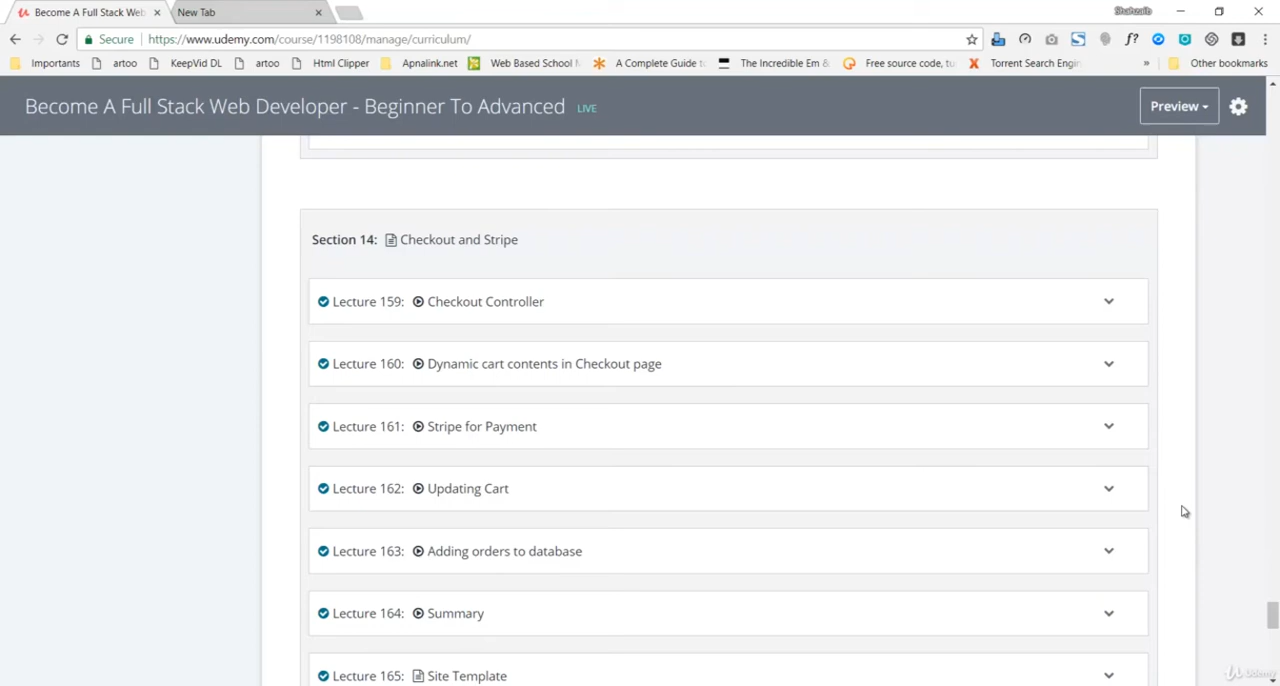 Become A Full Stack Web
New Tab
Shahzaib
Secure
https://www.udemy.com/course/1198108/manage/curriculum/
f?
Importants
artoo
KeepVid DL
artoo
Html Clipper
Apnalink.net
Web Based School M
A Complete Guide to
The Incredible Em &
Free source code, tu
Torrent Search Engin
»
Other bookmarks
Become A Full Stack Web Developer - Beginner To Advanced LIVE
Preview
Section 14: Checkout and Stripe
Lecture 159: Checkout Controller
Lecture 160: Dynamic cart contents in Checkout page
Lecture 161: Stripe for Payment
Lecture 162: Updating Cart
Lecture 163: Adding orders to database
Lecture 164: Summary
Lecture 165: Site Template
Udemy